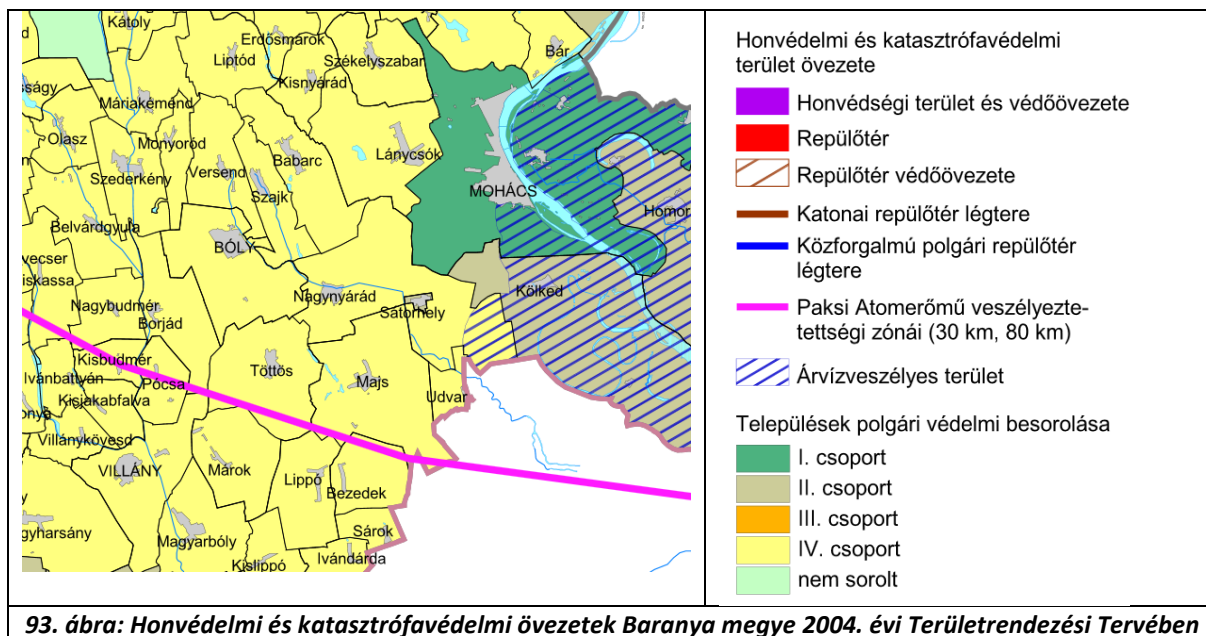 Kátoly
Erdősmárok
Liptód
Székelyszabar
Bár
Kisnyárád
Máriakéménd
Olasz
Monyoród
Babarc
Lánycsók
Szederkény
Versend
MOHÁCS
Szajk
Belvárdgyula
BÓLY
Nagynyárád
Kölked
Sátorhely
Nagybudmér
Borjád
Kisbudmér
Töttös
Ivánbattyán
Pócsa
Majs
Kisjakabfalva
Udvar
Villánykövesd
VILLÁNY
Márok
Lippó
Bezedek
Magyarbóly
Sárok
Kislippó
Ivándárda
Honvédelmi és katasztrófavédelmi
terület övezete
Honvédségi terület és védőövezete
Repülőtér
Repülőtér védőövezete
Katonai repülőtér légtere
Közforgalmú polgári repülőtér
légtere
Paksi Atomerőmű veszélyezte-
tettségi zónái (30 km, 80 km)
Árvízveszélyes terület
Települések polgári védelmi besorolása
I. csoport
II. csoport
III. csoport
IV. csoport
nem sorolt
93. ábra: Honvédelmi és katasztrófavédelmi övezetek Baranya megye 2004. évi Területrendezési Tervében